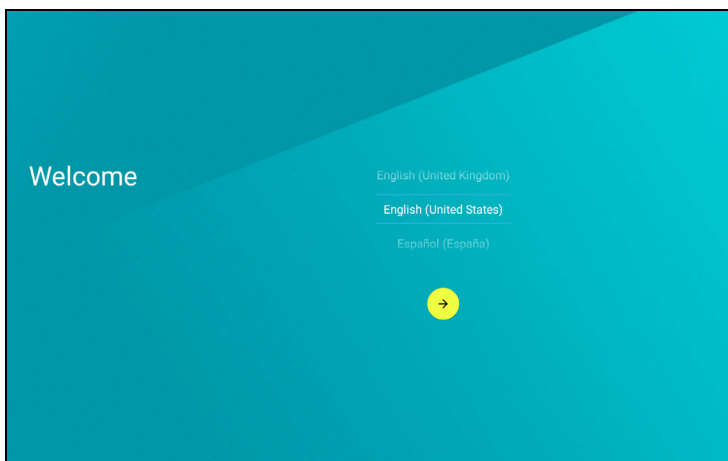 Welcome
English (United Kingdom)
English (United States)
Español (España)